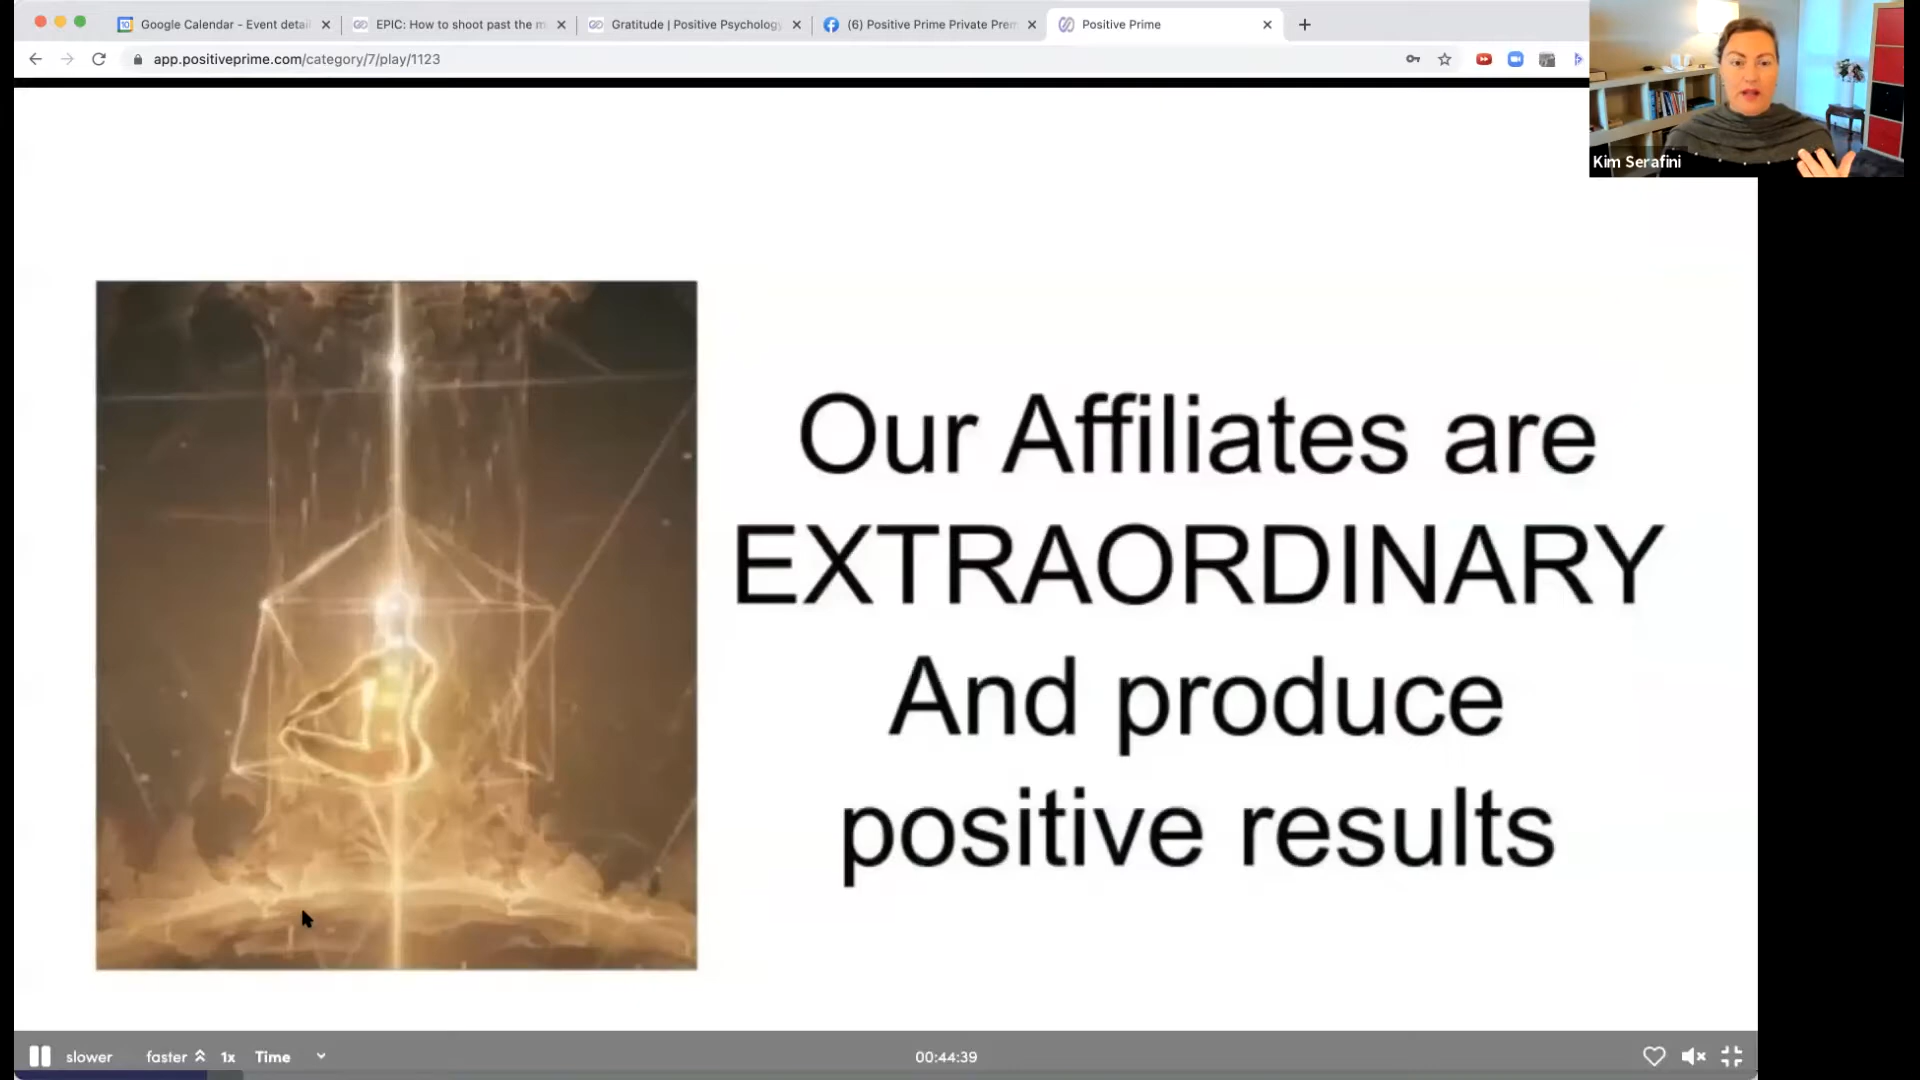 Google Calendar - Event detai
EPIC: How to shoot past the m
Gratitude | Positive Psychology
(6) Positive Prime Private Prem
Positive Prime
app.positiveprime.com/category/7/play/1123
Kim Serafini
Our Affiliates are
EXTRAORDINARY
And produce
positive results
slower faster 1x Time 00:44:39